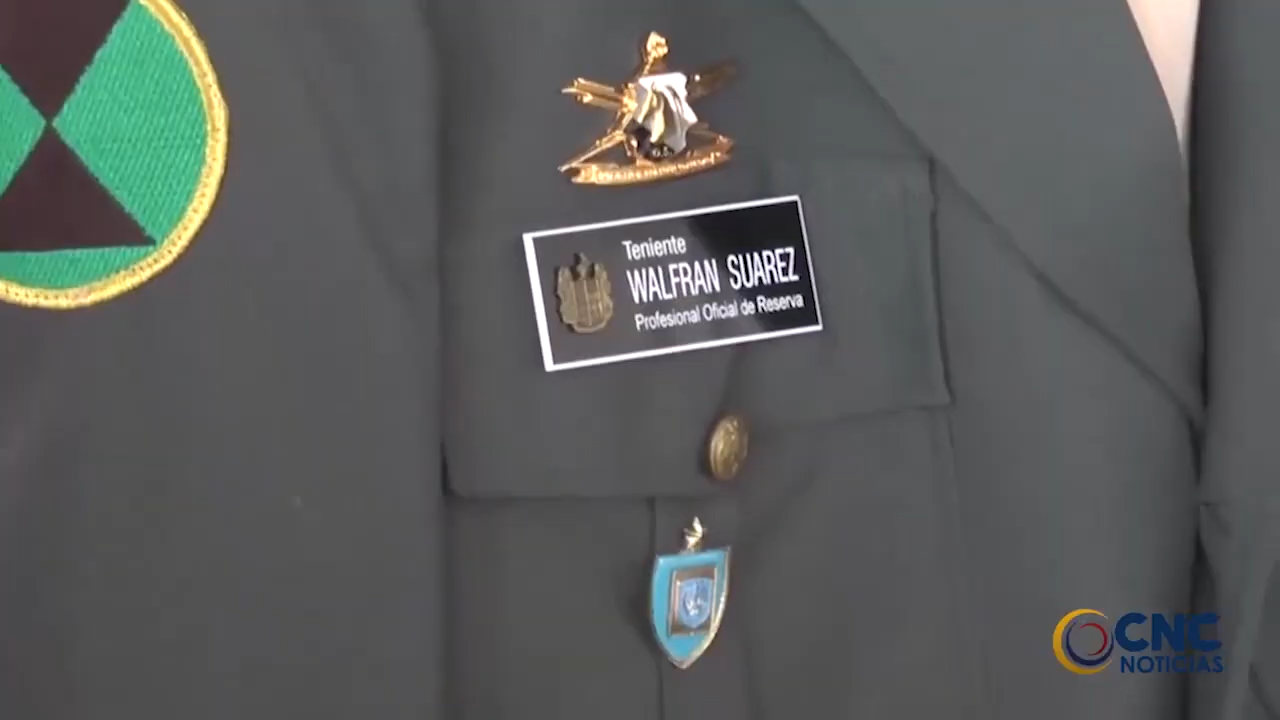 Teniente
WALFRAN SUAREZ
Profesional Oficial de Reserva
CNC
NOTICIAS